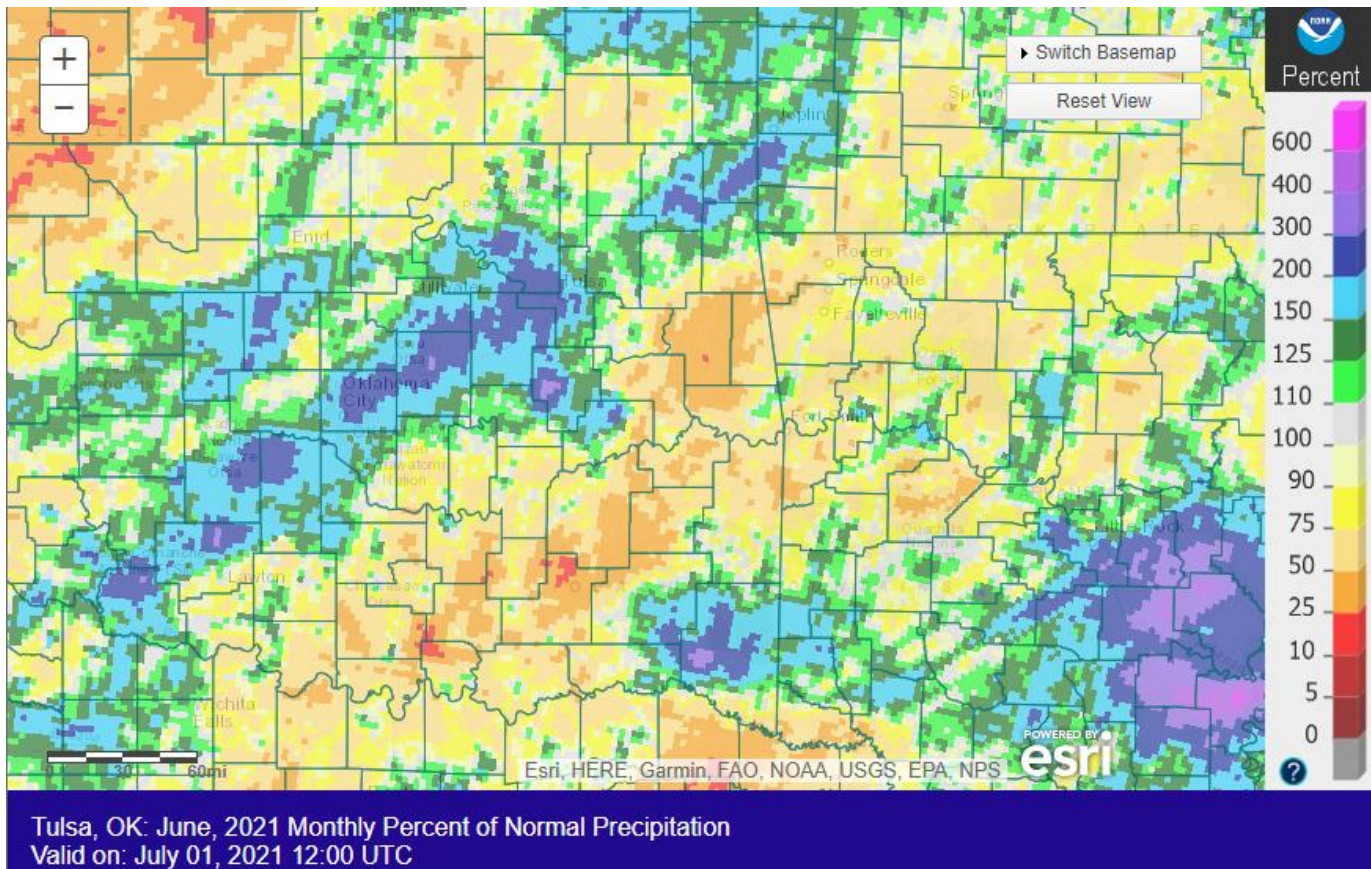 +
−
Switch Basemap
Reset View
NOAA
Percent
600
400
300
200
150
125
110
100
90
75
50
25
10
5
0
Joplin
Enid
Rogers
Springdale
Stillwater
Tulsa
Fayetteville
Oklahoma
City
Fort Smith
Little Rock
Lawton
Wichita
Falls
0 30 60mi
Esri, HERE, Garmin, FAO, NOAA, USGS, EPA, NPS
POWERED BY
esri
?
Tulsa, OK: June, 2021 Monthly Percent of Normal Precipitation
Valid on: July 01, 2021 12:00 UTC